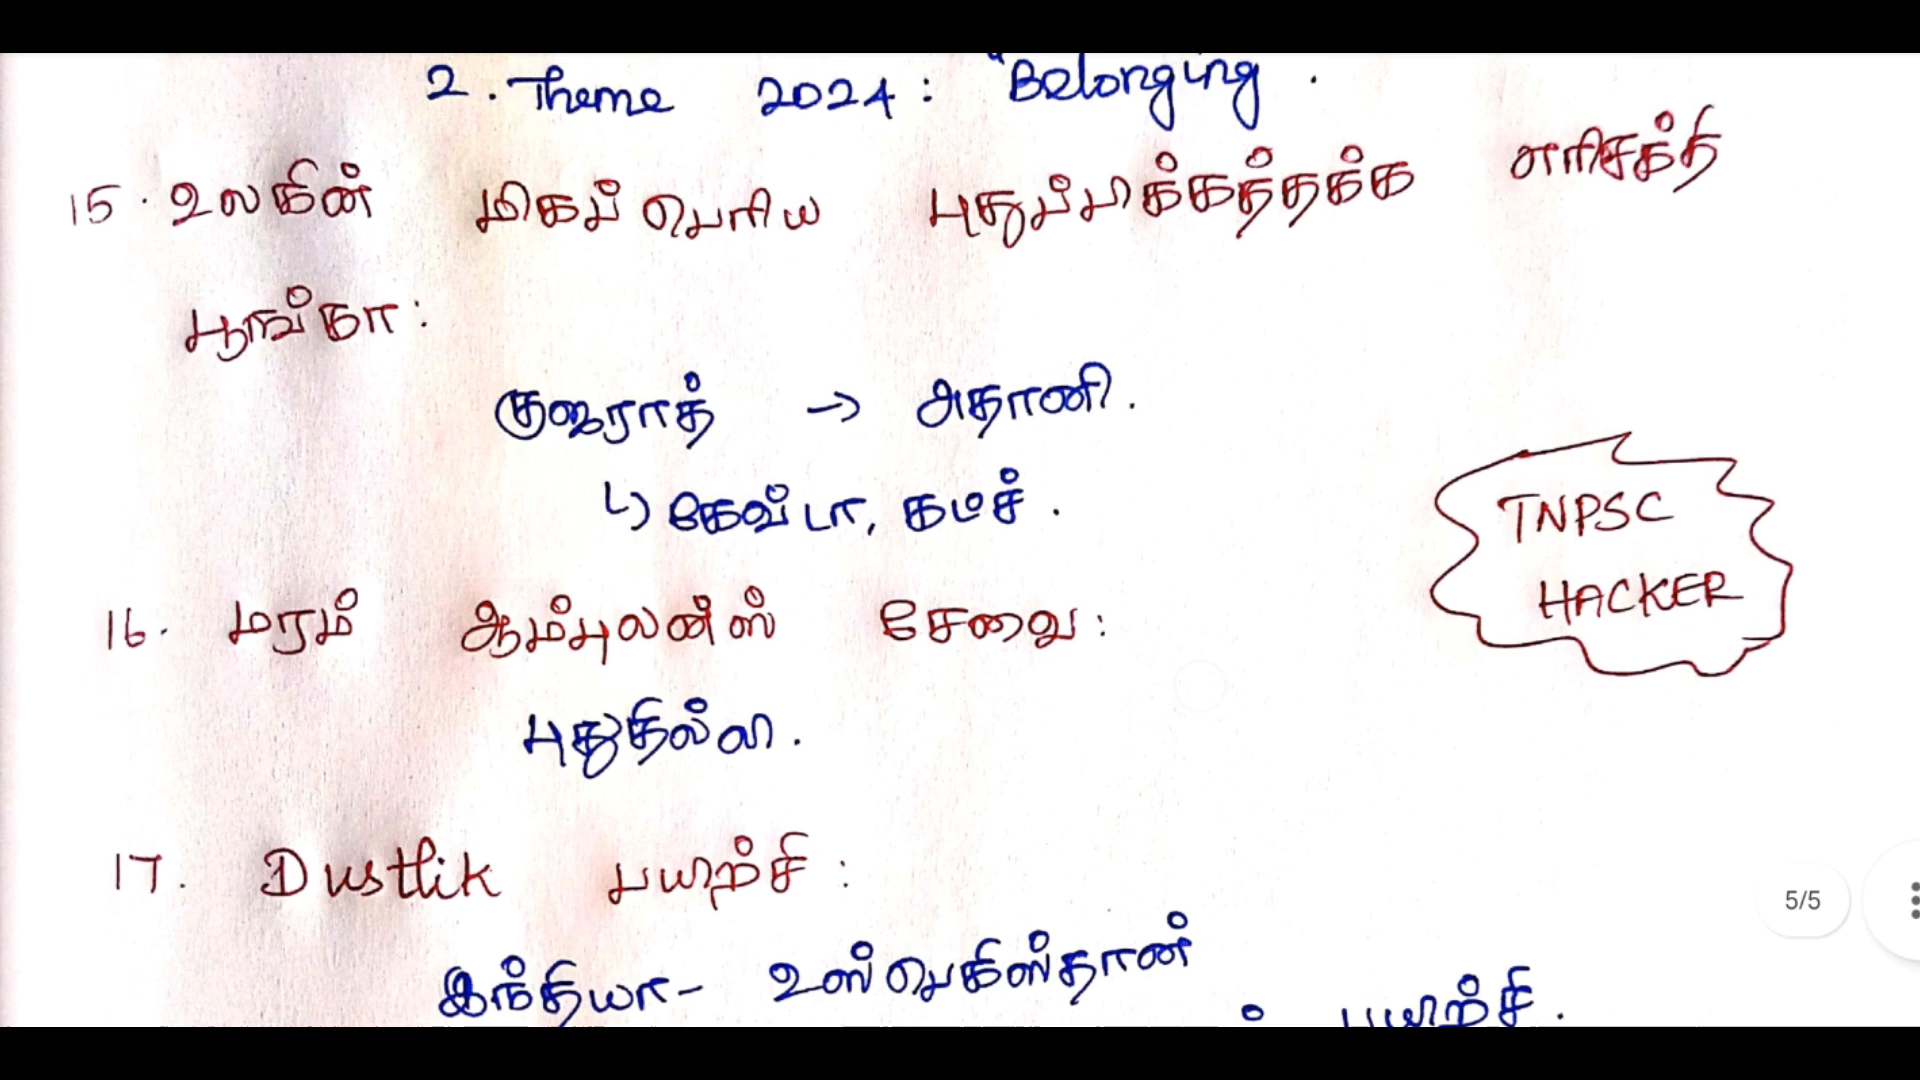 2. Theme 2024: "Belonging.
15. உலகின் மிகப்பெரிய புதுப்பிக்கத்தக்க எரிசக்தி
பூங்கா:
குஜராத் → அதானி.
↳ கேவ்டா, கட்ச்.
TNPSC
HACKER
16. மரம் ஆம்புலன்ஸ் சேவை:
புதுதில்லி.
17. Dustlik பயிற்சி:
இந்தியா- உஸ்பெகிஸ்தான்
பயிற்சி.
5/5